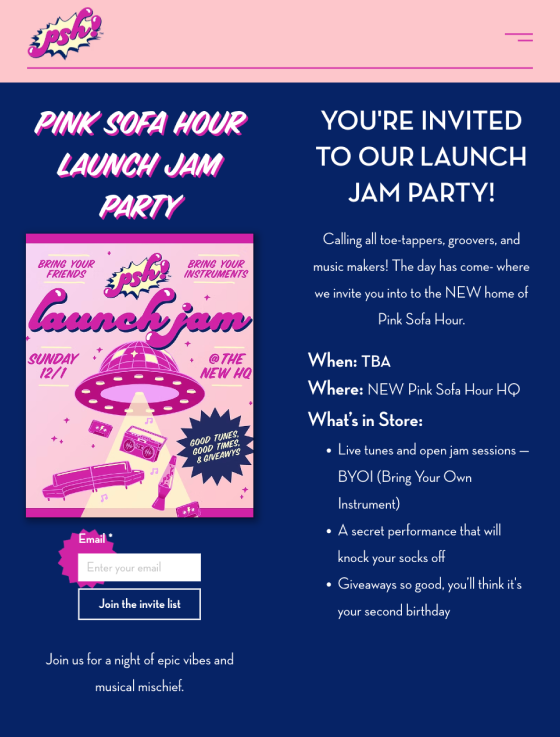 psh!
PINK SOFA HOUR
LAUNCH JAM
PARTY
BRING YOUR
FRIENDS
psh!
BRING YOUR
INSTRUMENTS
launch jam
SUNDAY
12/1
@THE
NEW HQ
GOOD TUNES,
GOOD TIMES,
& GIVEAWYS
Email *
Enter your email
Join the invite list
Join us for a night of epic vibes and
musical mischief.
YOU'RE INVITED
TO OUR LAUNCH
JAM PARTY!
Calling all toe-tappers, groovers, and
music makers! The day has come- where
we invite you into to the NEW home of
Pink Sofa Hour.
When: TBA
Where: NEW Pink Sofa Hour HQ
What's in Store:
• Live tunes and open jam sessions —
BYOI (Bring Your Own
Instrument)
• A secret performance that will
knock your socks off
• Giveaways so good, you'll think it's
your second birthday